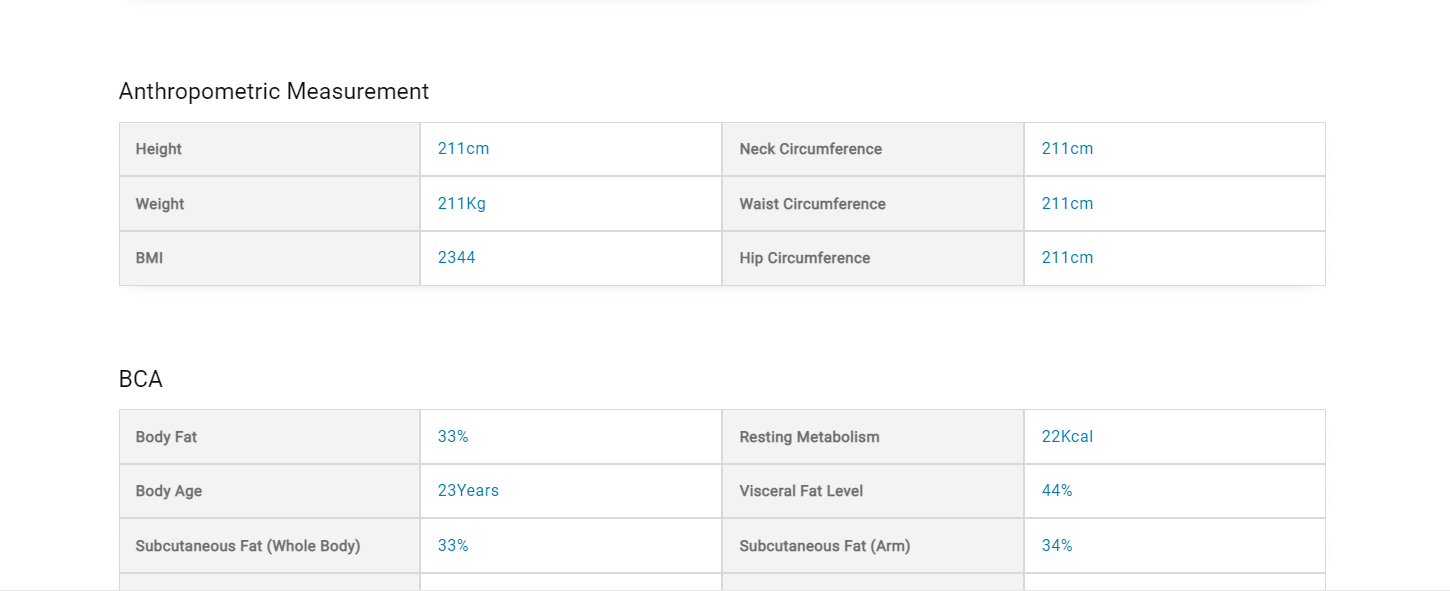 Anthropometric Measurement
Height 211cm Neck Circumference 211cm
Weight 211Kg Waist Circumference 211cm
BMI 2344 Hip Circumference 211cm
BCA
Body Fat 33% Resting Metabolism 22Kcal
Body Age 23Years Visceral Fat Level 44%
Subcutaneous Fat (Whole Body) 33% Subcutaneous Fat (Arm) 34%